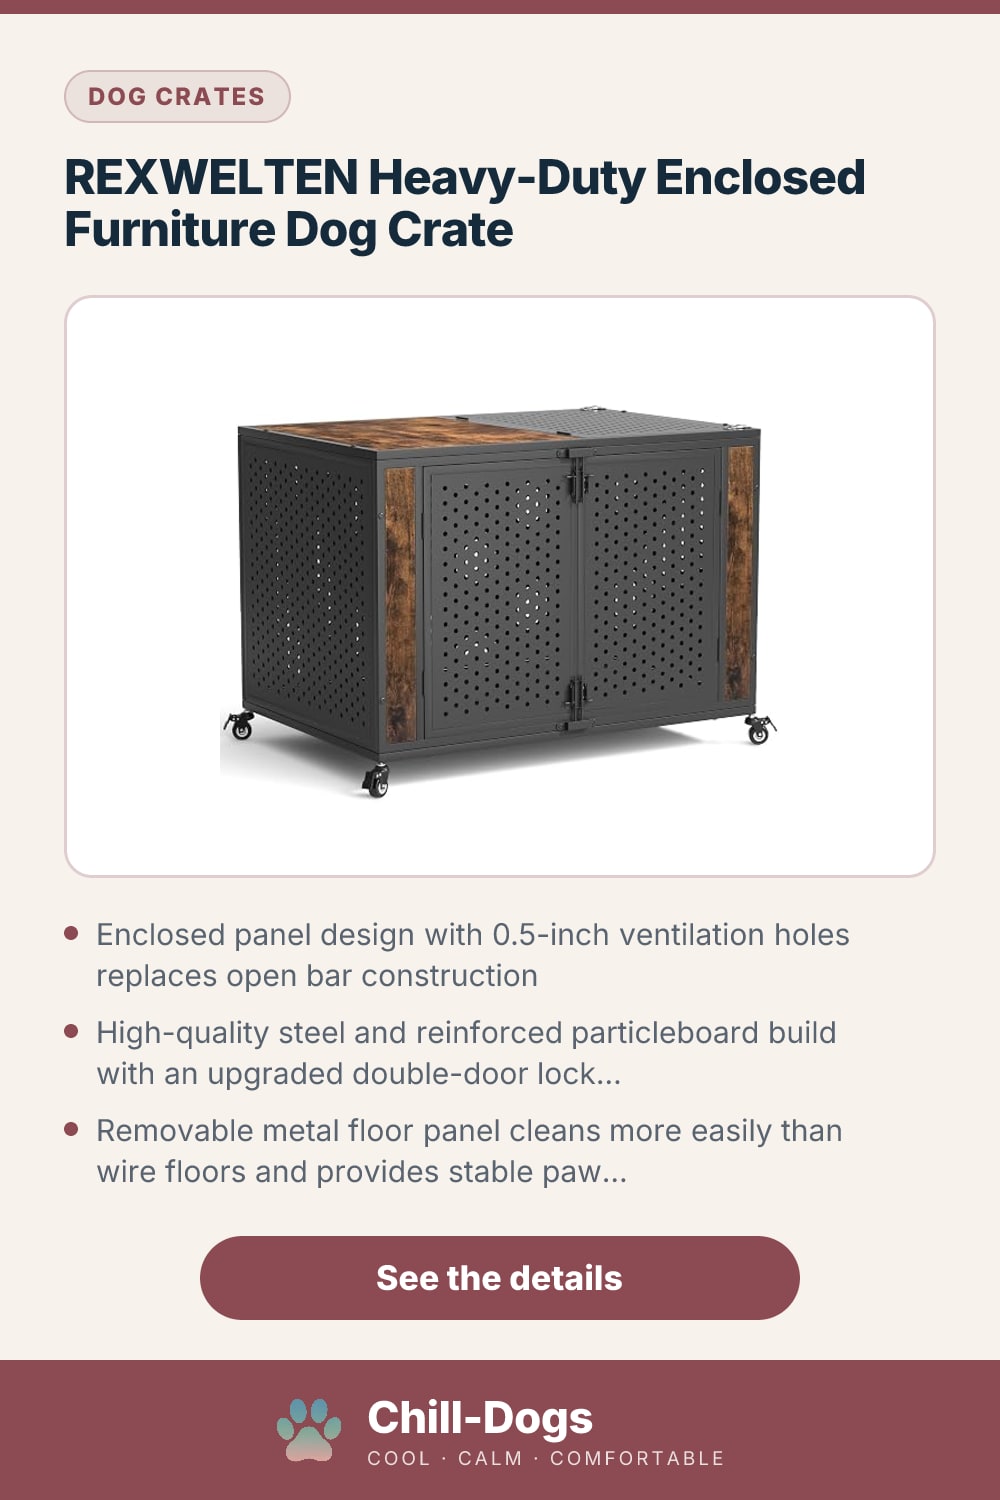 DOG CRATES
REXWELTEN Heavy-Duty Enclosed
Furniture Dog Crate
Enclosed panel design with 0.5-inch ventilation holes
replaces open bar construction
High-quality steel and reinforced particleboard build
with an upgraded double-door lock...
Removable metal floor panel cleans more easily than
wire floors and provides stable paw...
See the details
Chill-Dogs
COOL · CALM · COMFORTABLE